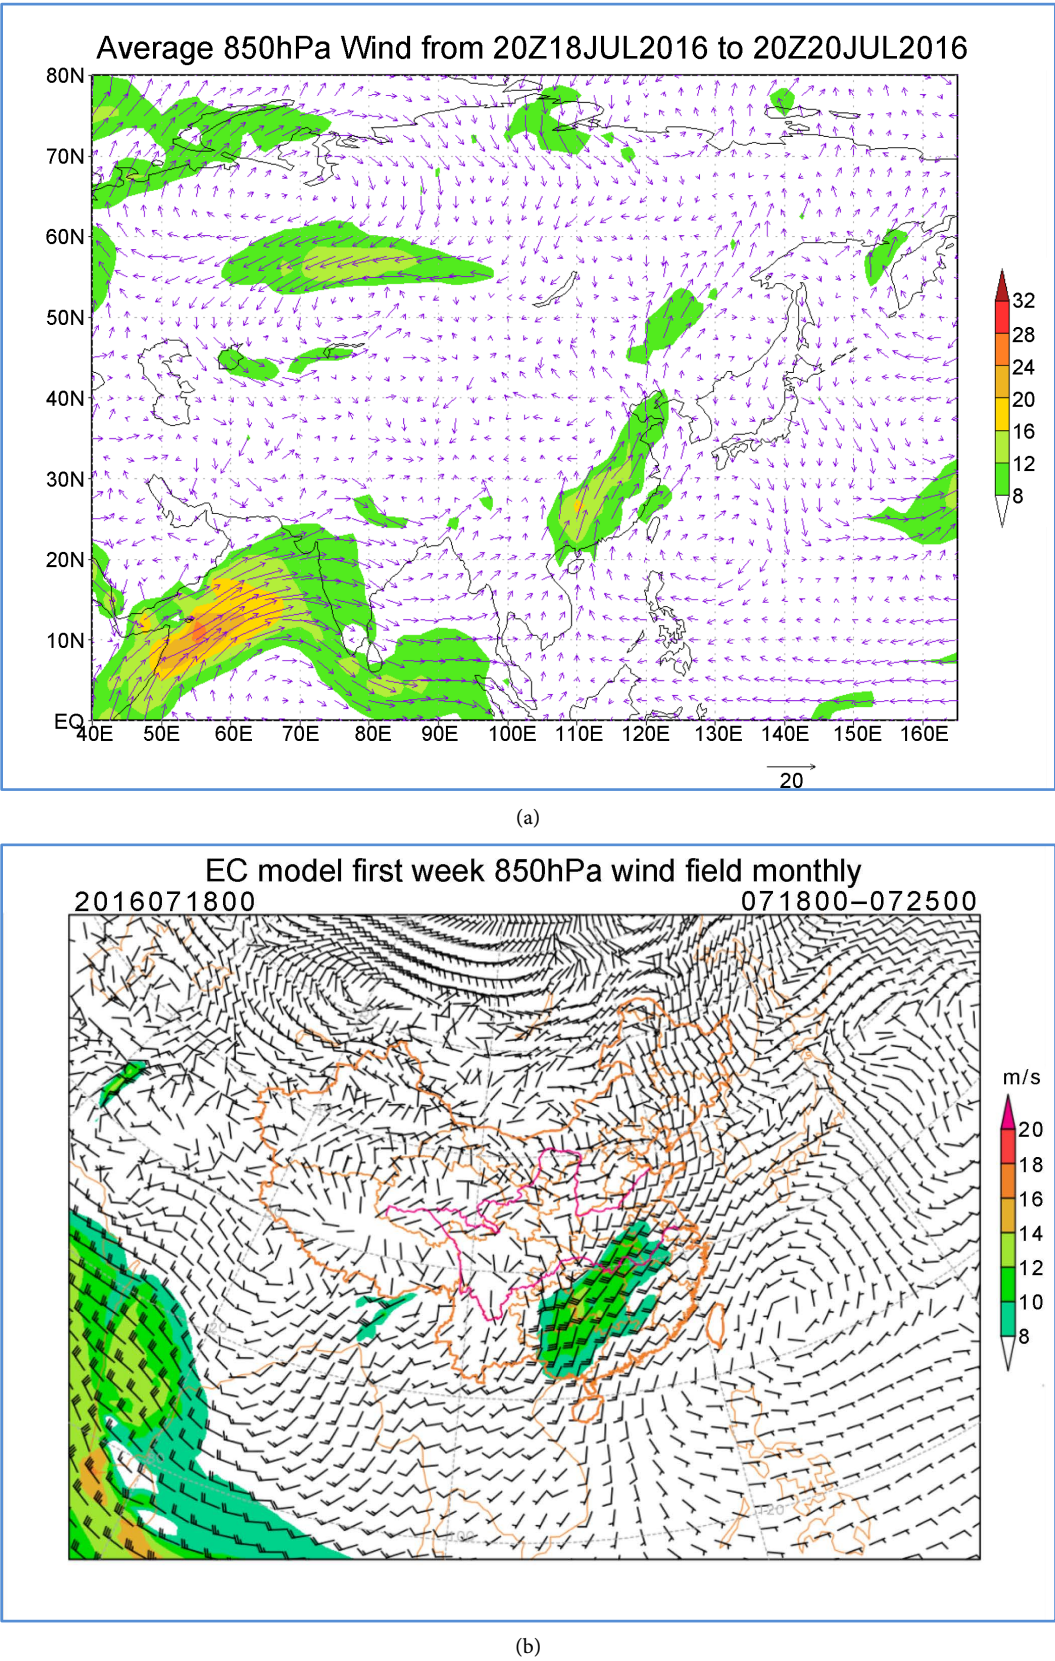 Average 850hPa Wind from 20Z18JUL2016 to 20Z20JUL2016
80N
70N
60N
50N
40N
30N
20N
10N
EQ
40E 50E 60E 70E 80E 90E 100E 110E 120E 130E 140E 150E 160E
20
32
28
24
20
16
12
8
(a)
EC model first week 850hPa wind field monthly
2016071800 071800−072500
m/s
20
18
16
14
12
10
8
(b)